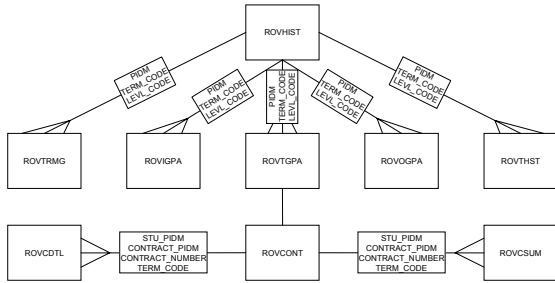 ROVHIST
PIDM
TERM_CODE
LEVL_CODE
PIDM
TERM_CODE
LEVL_CODE
PIDM
TERM_CODE
LEVL_CODE
PIDM
TERM_CODE
LEVL_CODE
PIDM
TERM_CODE
LEVL_CODE
ROVTRMG
ROVIGPA
ROVTGPA
ROVOGPA
ROVTHST
ROVCDTL
STU_PIDM
CONTRACT_PIDM
CONTRACT_NUMBER
TERM_CODE
ROVCONT
STU_PIDM
CONTRACT_PIDM
CONTRACT_NUMBER
TERM_CODE
ROVCSUM